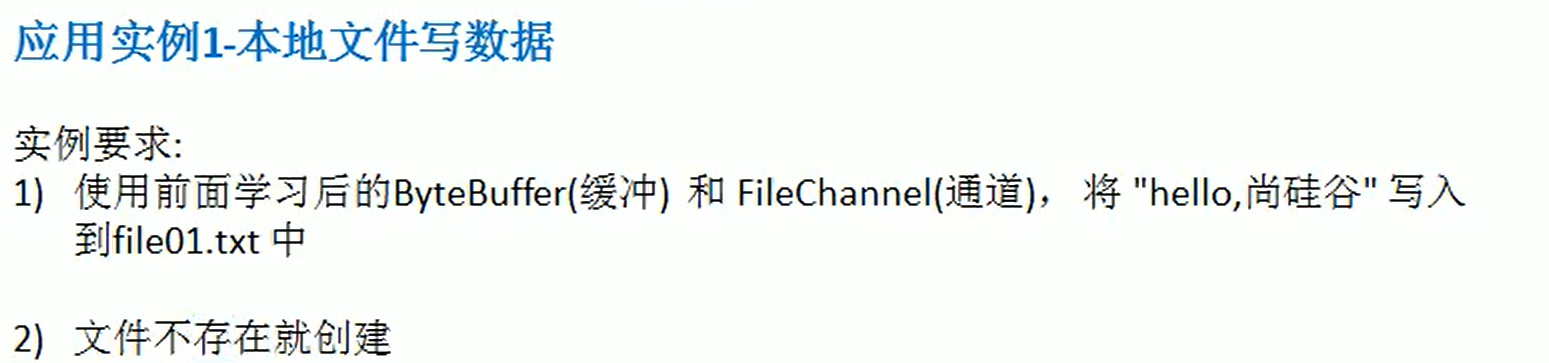 应用实例1-本地文件写数据
实例要求:
1) 使用前面学习后的ByteBuffer(缓冲) 和 FileChannel(通道)， 将 "hello,尚硅谷" 写入
到file01.txt 中
2) 文件不存在就创建